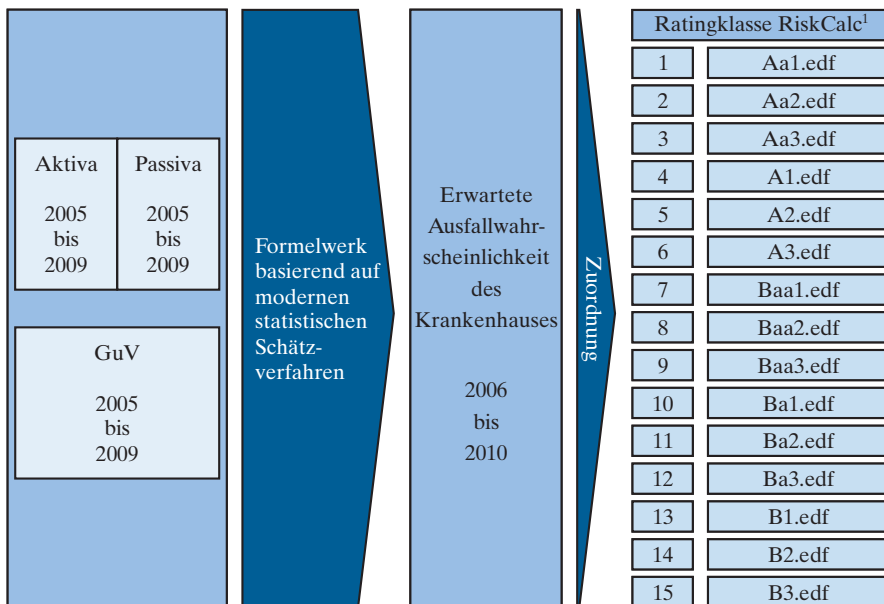 Aktiva
2005
bis
2009
Passiva
2005
bis
2009
GuV
2005
bis
2009
Formelwerk
basierend auf
modernen
statistischen
Schätz-
verfahren
Erwartete
Ausfallwahr-
scheinlichkeit
des
Krankenhauses
2006
bis
2010
Zuordnung
Ratingklasse RiskCalc¹
1 Aa1.edf
2 Aa2.edf
3 Aa3.edf
4 A1.edf
5 A2.edf
6 A3.edf
7 Baa1.edf
8 Baa2.edf
9 Baa3.edf
10 Ba1.edf
11 Ba2.edf
12 Ba3.edf
13 B1.edf
14 B2.edf
15 B3.edf